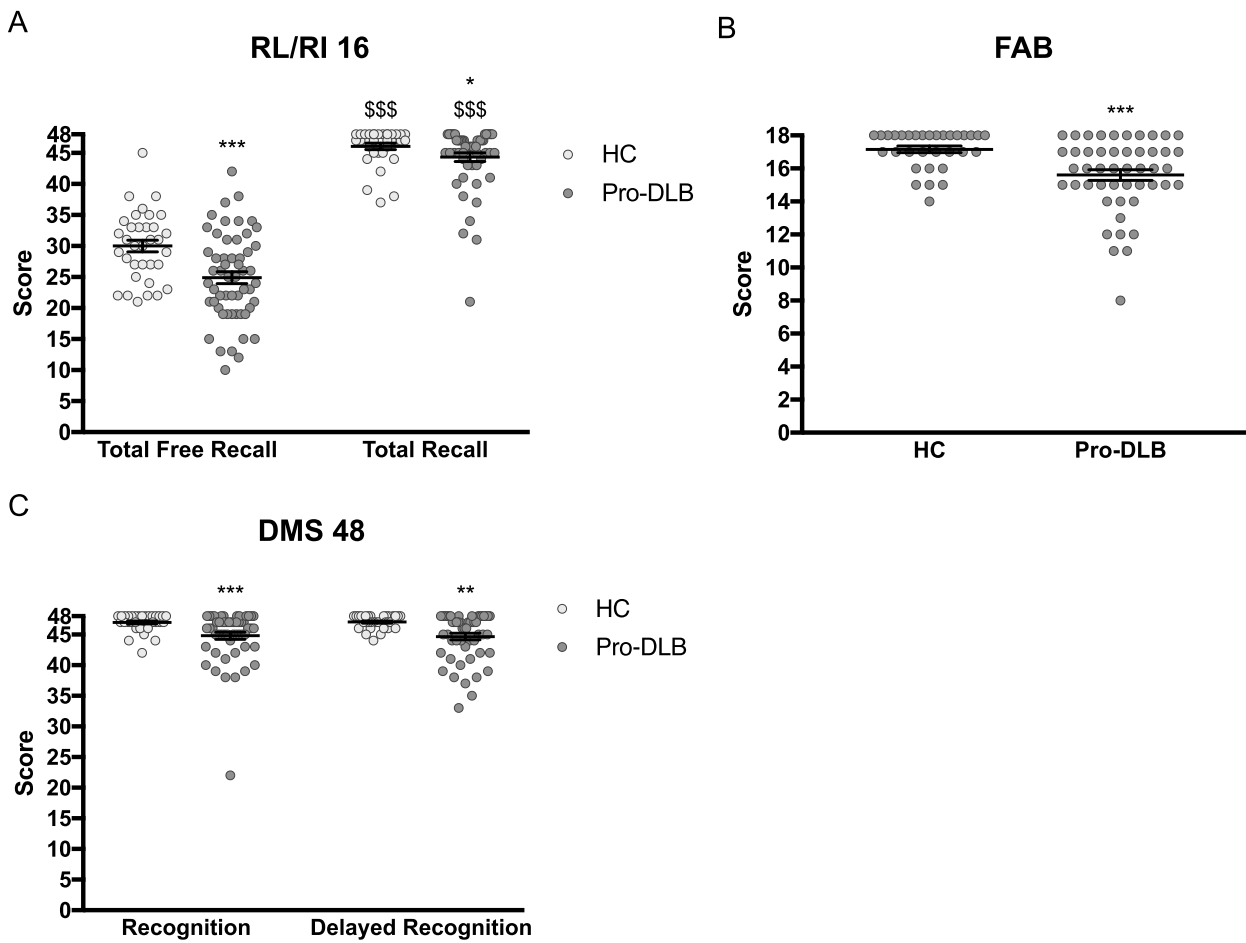 A
RL/RI 16
*
$$$ $$$
***
48
45
40
35
30
25
20
15
10
5
0
Score
Total Free Recall Total Recall
HC
Pro-DLB
B
FAB
***
18
16
14
12
10
8
6
4
2
0
Score
HC Pro-DLB
C
DMS 48
*** **
48
45
40
35
30
25
20
15
10
5
0
Score
Recognition Delayed Recognition
HC
Pro-DLB